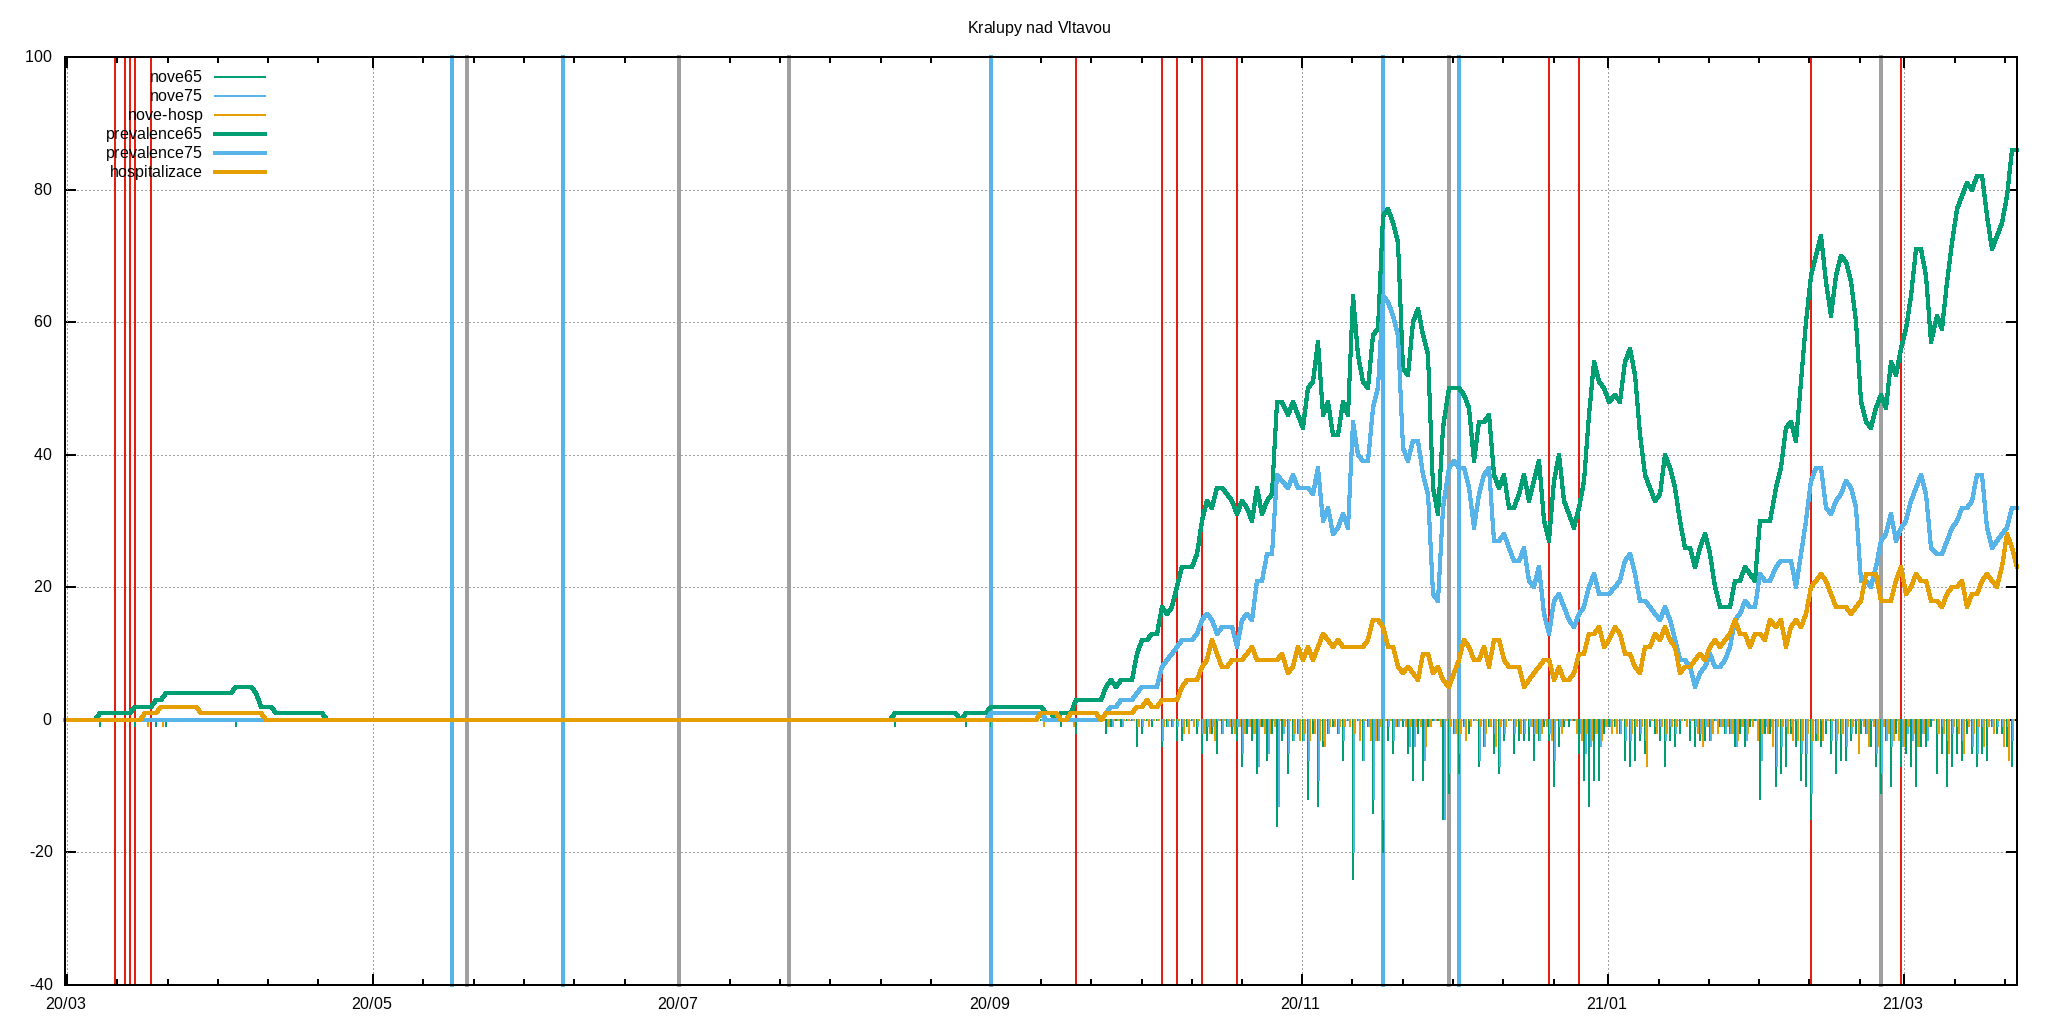 Kralupy nad Vltavou
100
80
60
40
20
0
-20
-40
nove65
nove75
nove-hosp
prevalence65
prevalence75
hospitalizace
20/03 20/05 20/07 20/09 20/11 21/01 21/03